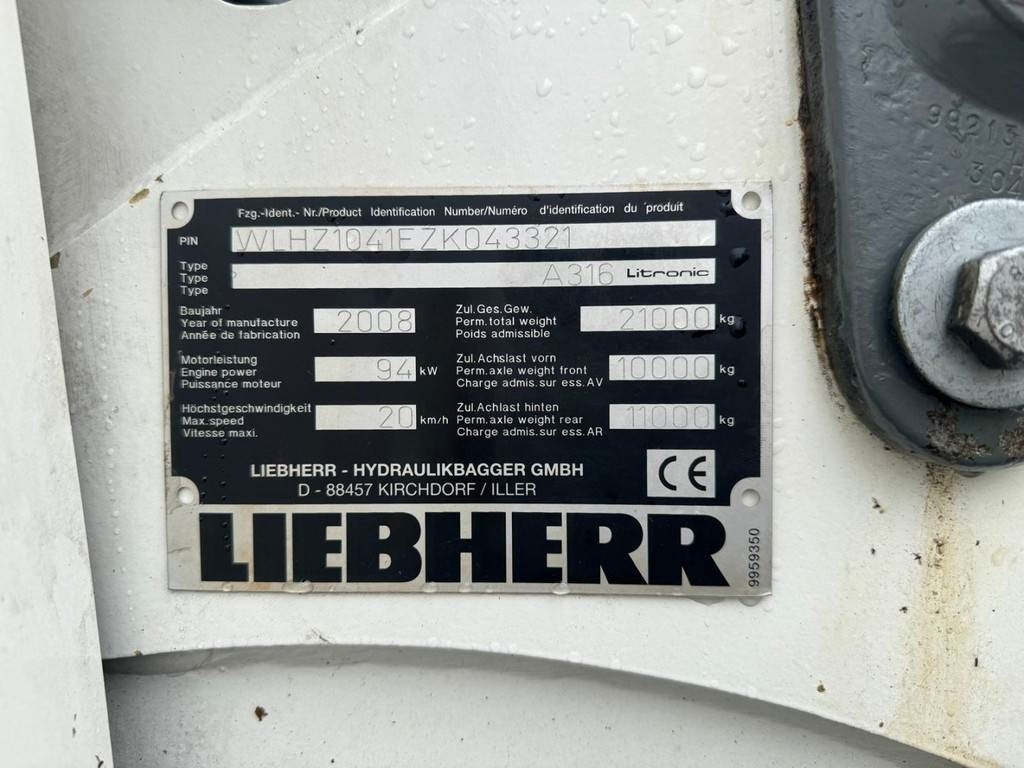 Fzg.-Ident.- Nr./Product Identification Number/Numéro d'identification du produit
PIN WLHZ1041EZK043321
Type
Type A316 Litronic
Type
Baujahr
Year of manufacture 2008
Année de fabrication
Zul.Ges.Gew.
Perm.total weight 21000 kg
Poids admissible
Motorleistung
Engine power 94 kW
Puissance moteur
Zul.Achslast vorn
Perm.axle weight front 10000 kg
Charge admis.sur ess.AV
Höchstgeschwindigkeit
Max.speed 20 km/h
Vitesse maxi.
Zul.Achlast hinten
Perm.axle weight rear 11000 kg
Charge admis.sur ess.AR
LIEBHERR - HYDRAULIKBAGGER GMBH
D - 88457 KIRCHDORF / ILLER
CE
LIEBHERR
9959350